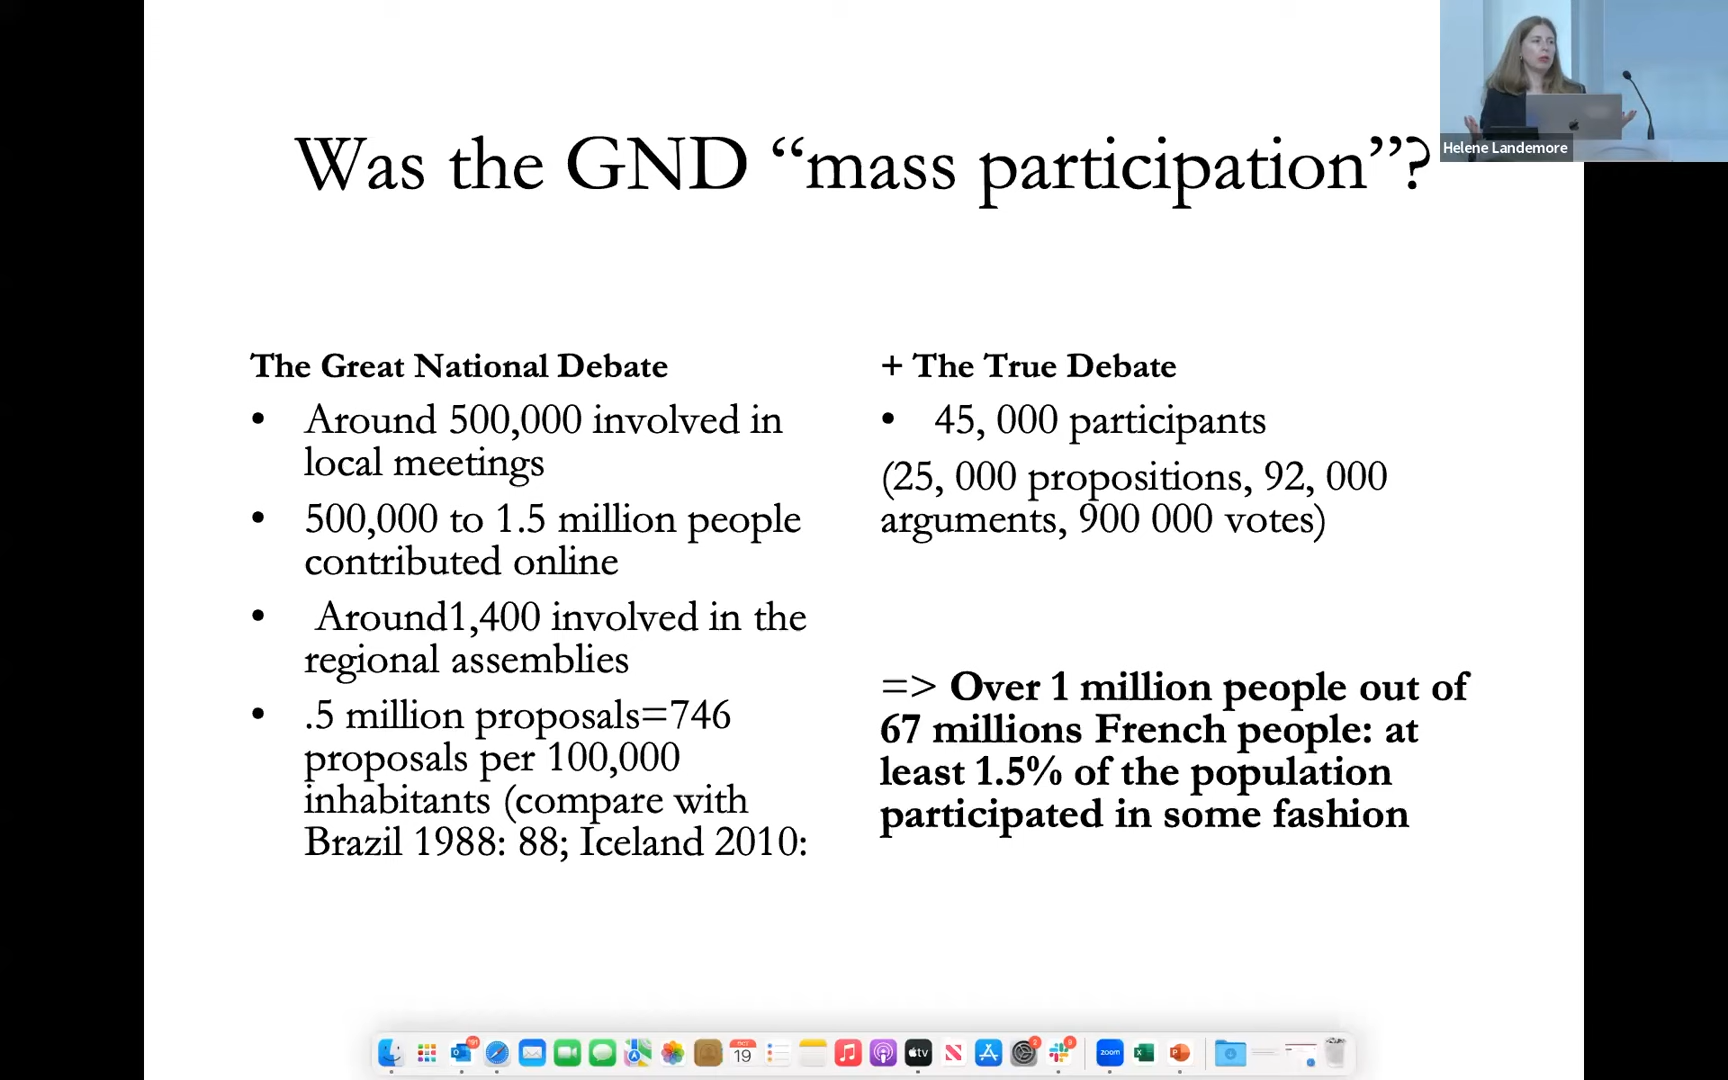 Helene Landemore
Was the GND “mass participation”?
The Great National Debate
• Around 500,000 involved in
local meetings
• 500,000 to 1.5 million people
contributed online
• Around1,400 involved in the
regional assemblies
• .5 million proposals=746
proposals per 100,000
inhabitants (compare with
Brazil 1988: 88; Iceland 2010:
+ The True Debate
• 45, 000 participants
(25, 000 propositions, 92, 000
arguments, 900 000 votes)
=> Over 1 million people out of
67 millions French people: at
least 1.5% of the population
participated in some fashion
OCT
19
tv
zoom